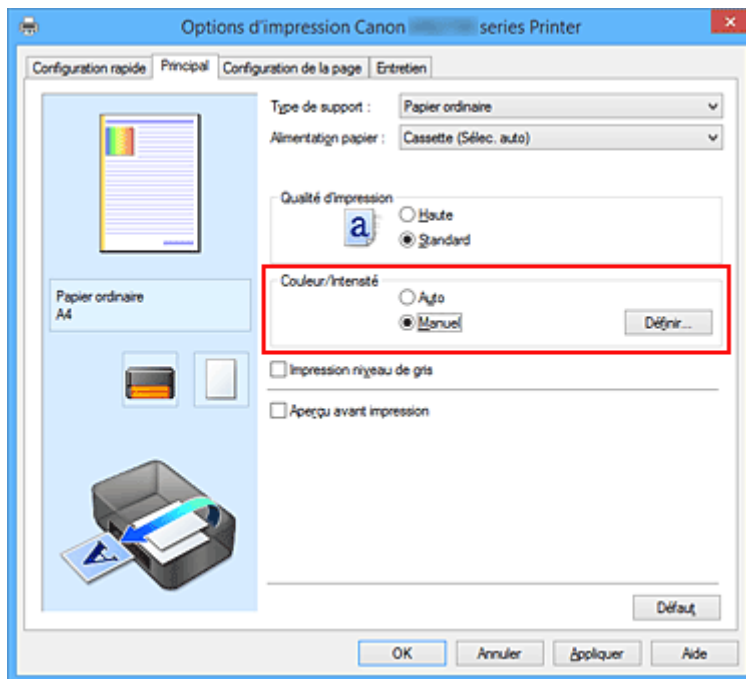 Options d'impression Canon series Printer
Configuration rapide Principal Configuration de la page Entretien
Type de support : Papier ordinaire
Alimentation papier : Cassette (Sélec. auto)
Qualité d'impression
a
Haute
Standard
Couleur/Intensité
Auto
Manuel Définir...
Papier ordinaire
A4
Impression niveau de gris
Aperçu avant impression
A
Défaut
OK Annuler Appliquer Aide